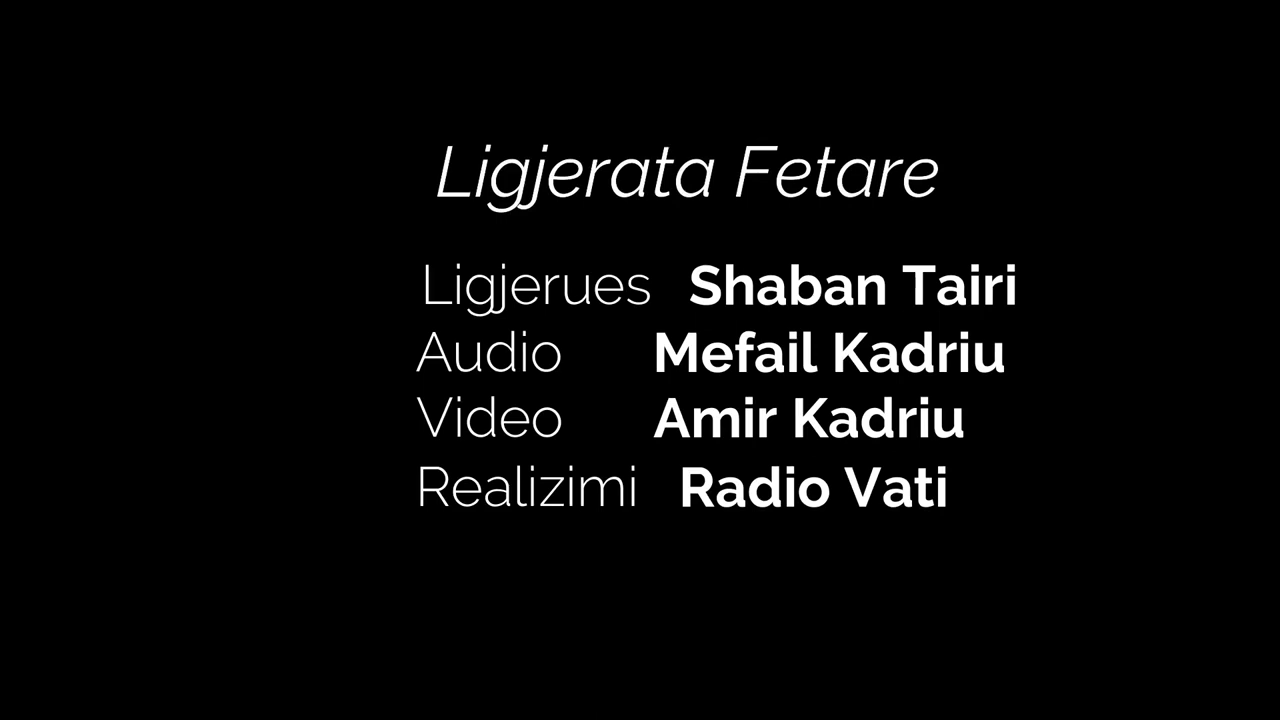 Ligjerata Fetare
Ligjerues Shaban Tairi
Audio Mefail Kadriu
Video Amir Kadriu
Realizimi Radio Vati